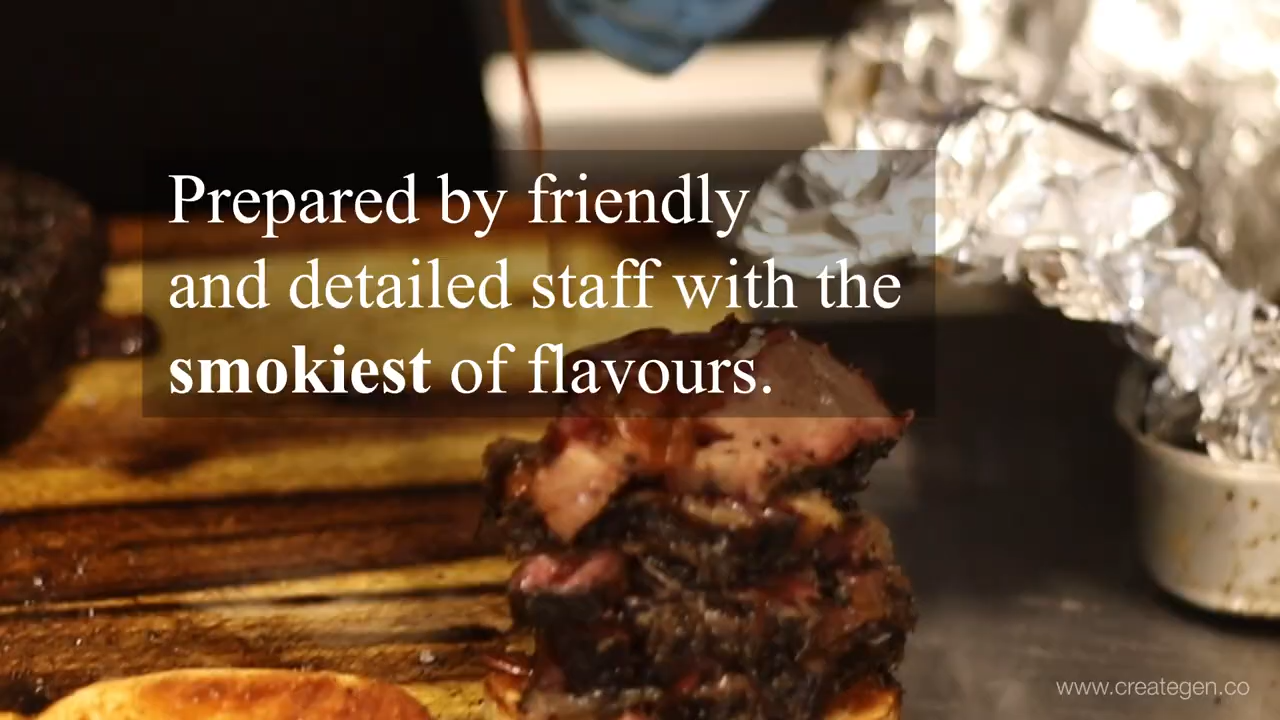 Prepared by friendly
and detailed staff with the
smokiest of flavours.
www.creategen.co